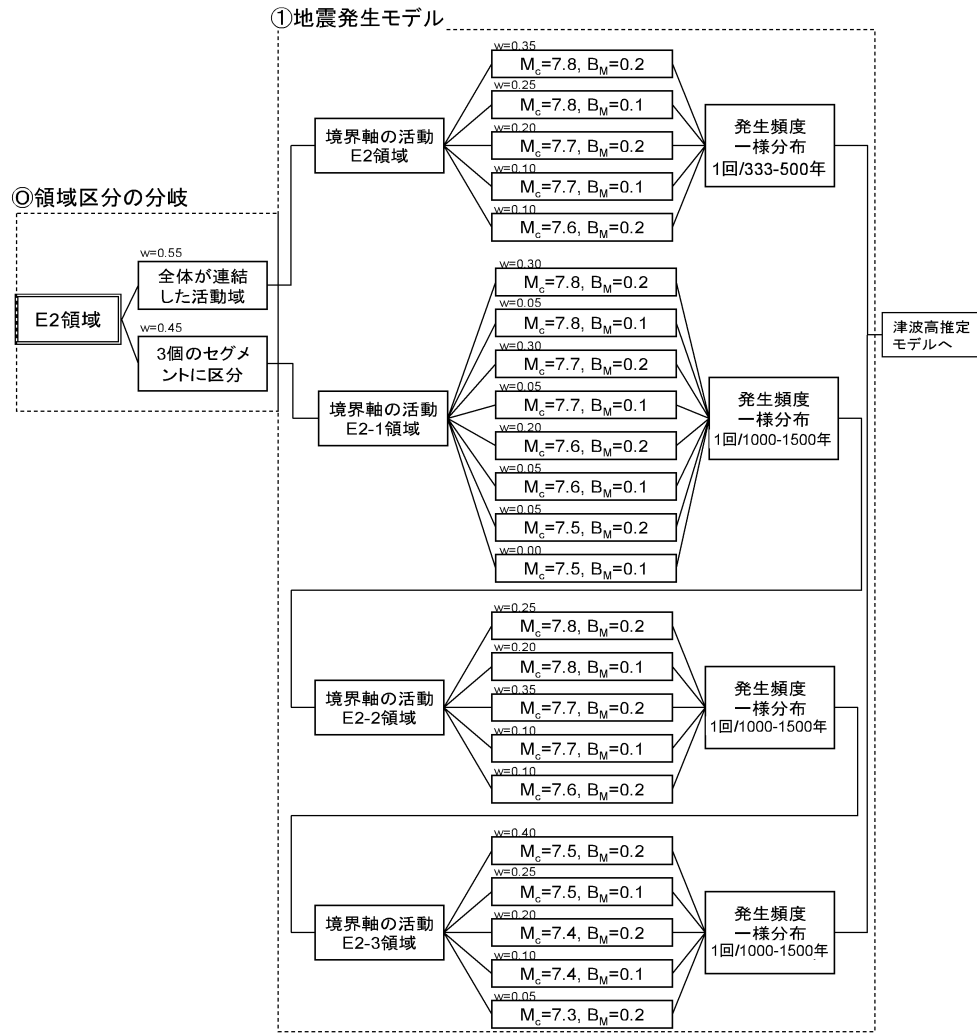 ①地震発生モデル
⓪領域区分の分岐
E2領域
w=0.55
全体が連結
した活動域
w=0.45
3個のセグメ
ントに区分
境界軸の活動
E2領域
w=0.35
Mc=7.8, BM=0.2
w=0.25
Mc=7.8, BM=0.1
w=0.20
Mc=7.7, BM=0.2
w=0.10
Mc=7.7, BM=0.1
w=0.10
Mc=7.6, BM=0.2
発生頻度
一様分布
1回/333-500年
境界軸の活動
E2-1領域
w=0.30
Mc=7.8, BM=0.2
w=0.05
Mc=7.8, BM=0.1
w=0.30
Mc=7.7, BM=0.2
w=0.05
Mc=7.7, BM=0.1
w=0.20
Mc=7.6, BM=0.2
w=0.05
Mc=7.6, BM=0.1
w=0.05
Mc=7.5, BM=0.2
w=0.00
Mc=7.5, BM=0.1
発生頻度
一様分布
1回/1000-1500年
津波高推定
モデルへ
境界軸の活動
E2-2領域
w=0.25
Mc=7.8, BM=0.2
w=0.20
Mc=7.8, BM=0.1
w=0.35
Mc=7.7, BM=0.2
w=0.10
Mc=7.7, BM=0.1
w=0.10
Mc=7.6, BM=0.2
発生頻度
一様分布
1回/1000-1500年
境界軸の活動
E2-3領域
w=0.40
Mc=7.5, BM=0.2
w=0.25
Mc=7.5, BM=0.1
w=0.20
Mc=7.4, BM=0.2
w=0.10
Mc=7.4, BM=0.1
w=0.05
Mc=7.3, BM=0.2
発生頻度
一様分布
1回/1000-1500年